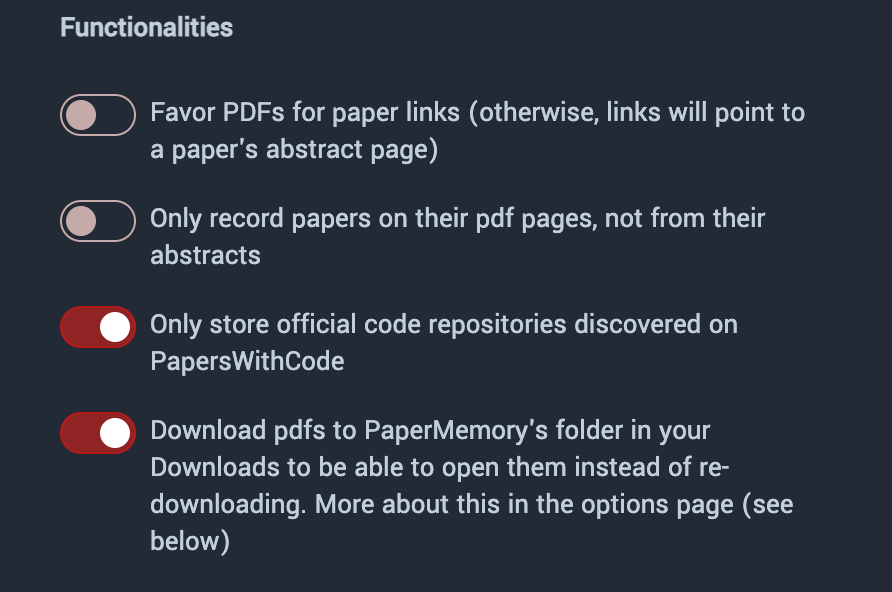 Functionalities
Favor PDFs for paper links (otherwise, links will point to
a paper's abstract page)
Only record papers on their pdf pages, not from their
abstracts
Only store official code repositories discovered on
PapersWithCode
Download pdfs to PaperMemory's folder in your
Downloads to be able to open them instead of re-
downloading. More about this in the options page (see
below)